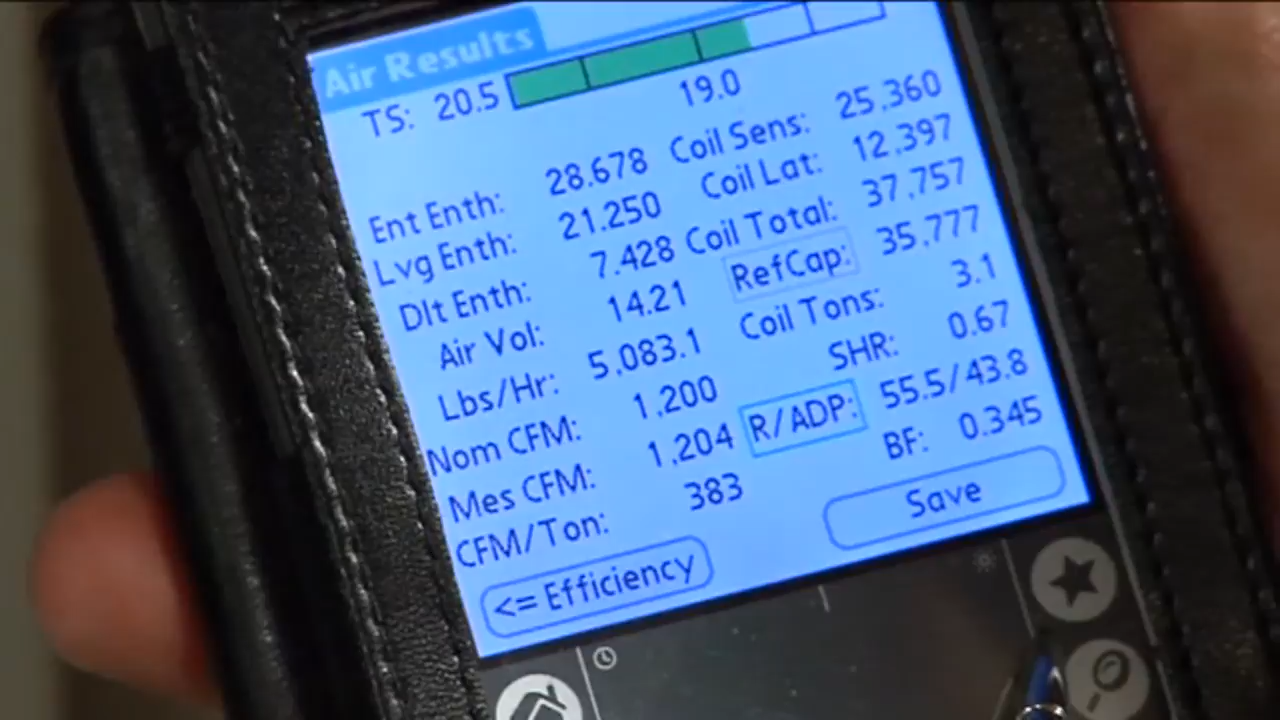 Air Results
TS: 20.5 19.0
Ent Enth: 28.678 Coil Sens: 25,360
Lvg Enth: 21.250 Coil Lat: 12,397
Dlt Enth: 7.428 Coil Total: 37,757
Air Vol: 14.21 RefCap: 35,777
Lbs/Hr: 5,083.1 Coil Tons: 3.1
Nom CFM: 1,200 SHR: 0.67
Mes CFM: 1,204 R/ADP: 55.5/43.8
CFM/Ton: 383 BF: 0.345
<= Efficiency Save